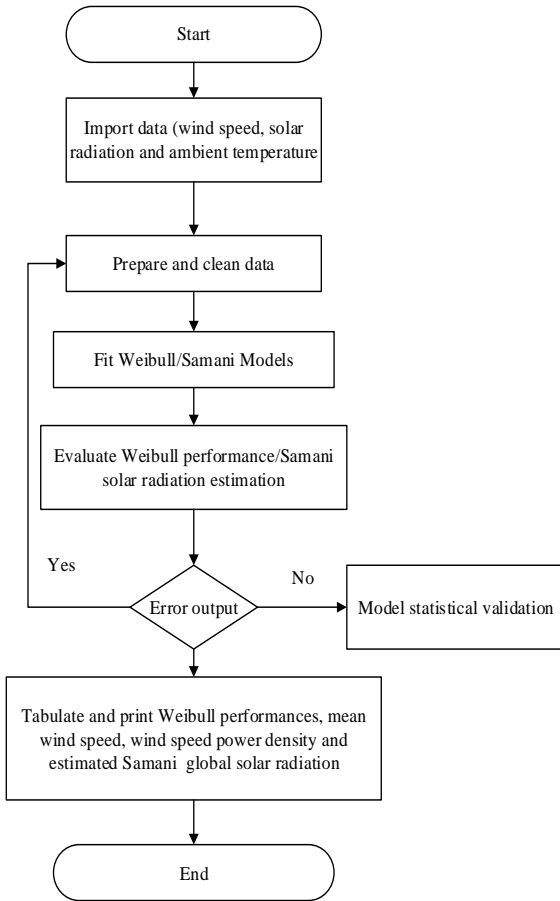 Start
Import data (wind speed, solar
radiation and ambient temperature
Prepare and clean data
Fit Weibull/Samani Models
Evaluate Weibull performance/Samani
solar radiation estimation
Yes
No
Error output
Model statistical validation
Tabulate and print Weibull performances, mean
wind speed, wind speed power density and
estimated Samani global solar radiation
End